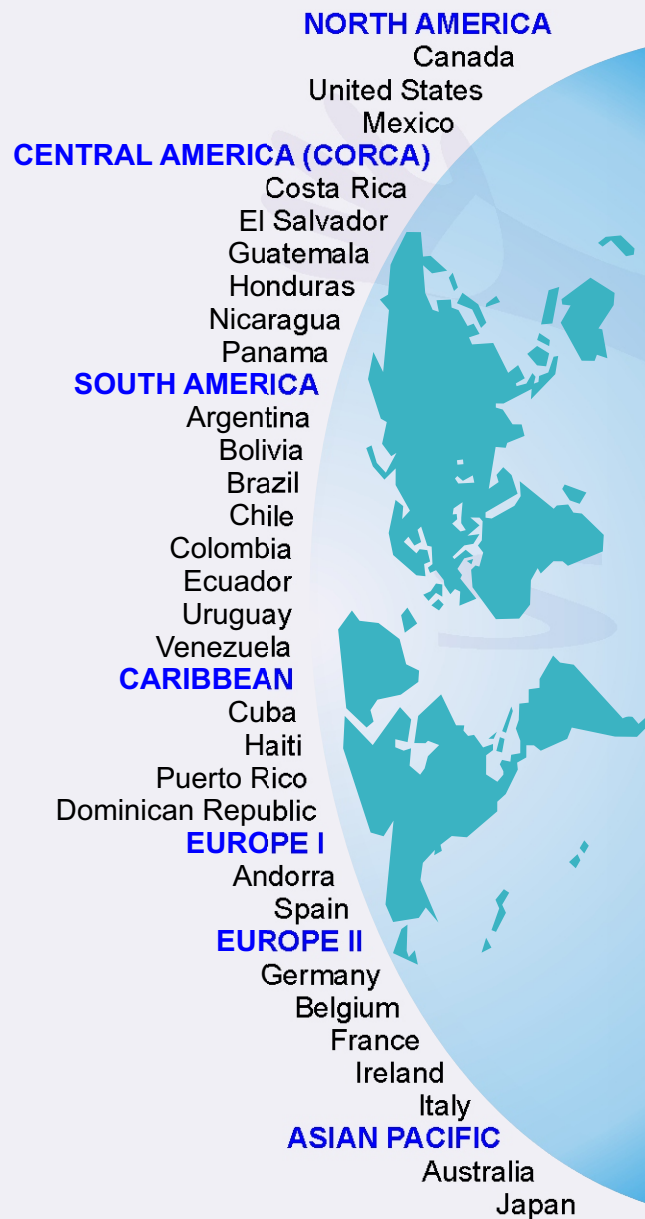 NORTH AMERICA
Canada
United States
Mexico
CENTRAL AMERICA (CORCA)
Costa Rica
El Salvador
Guatemala
Honduras
Nicaragua
Panama
SOUTH AMERICA
Argentina
Bolivia
Brazil
Chile
Colombia
Ecuador
Uruguay
Venezuela
CARIBBEAN
Cuba
Haiti
Puerto Rico
Dominican Republic
EUROPE I
Andorra
Spain
EUROPE II
Germany
Belgium
France
Ireland
Italy
ASIAN PACIFIC
Australia
Japan